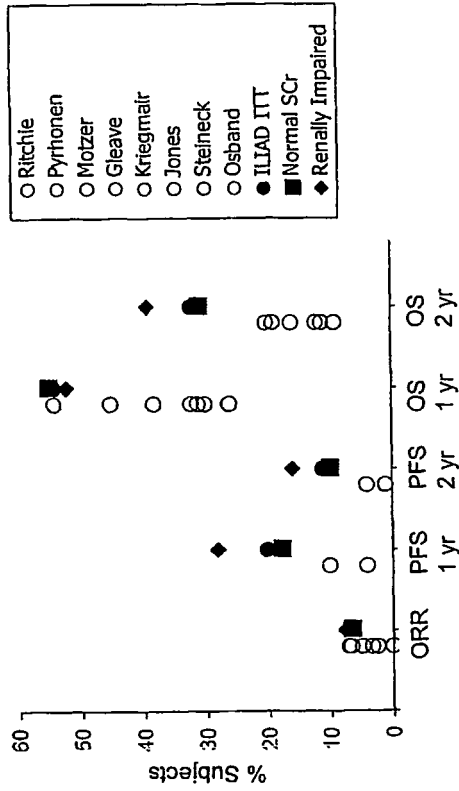 60
50
40
30
20
10
0
% Subjects
ORR
PFS
1 yr
PFS
2 yr
OS
1 yr
OS
2 yr
Ritchie
Pyrhonen
Motzer
Gleave
Kriegmair
Jones
Steineck
Osband
ILIAD ITT
Normal SCr
Renally Impaired